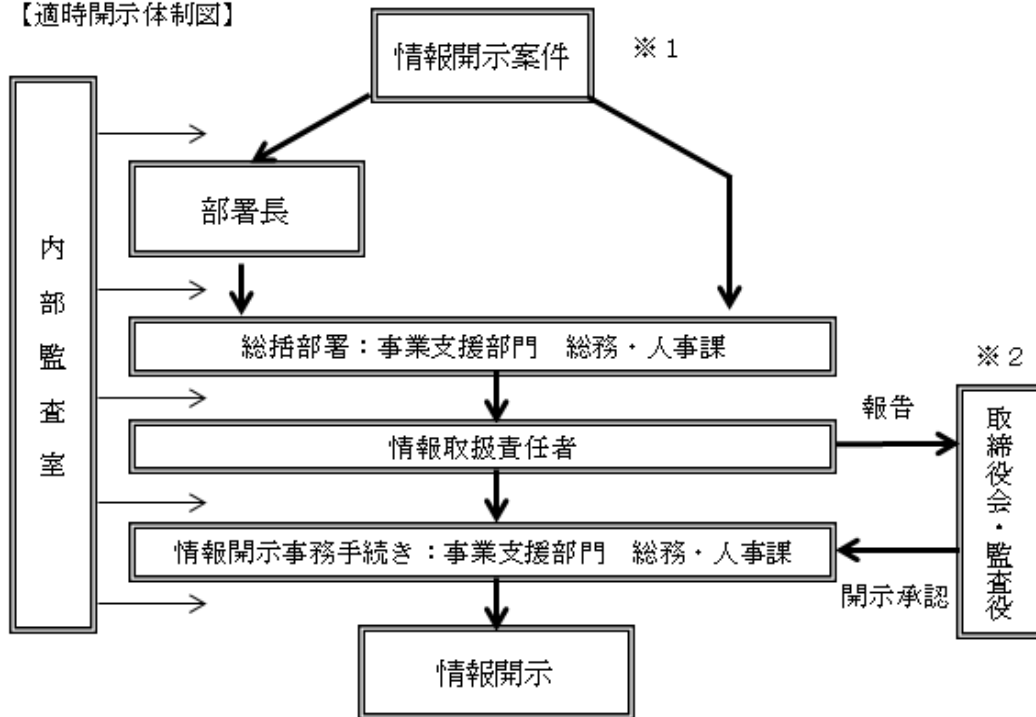 【適時開示体制図】
情報開示案件
※1
部署長
内部監査室
総括部署：事業支援部門　総務・人事課
※2
報告
情報取扱責任者
取締役会・監査役
情報開示事務手続き：事業支援部門　総務・人事課
開示承認
情報開示